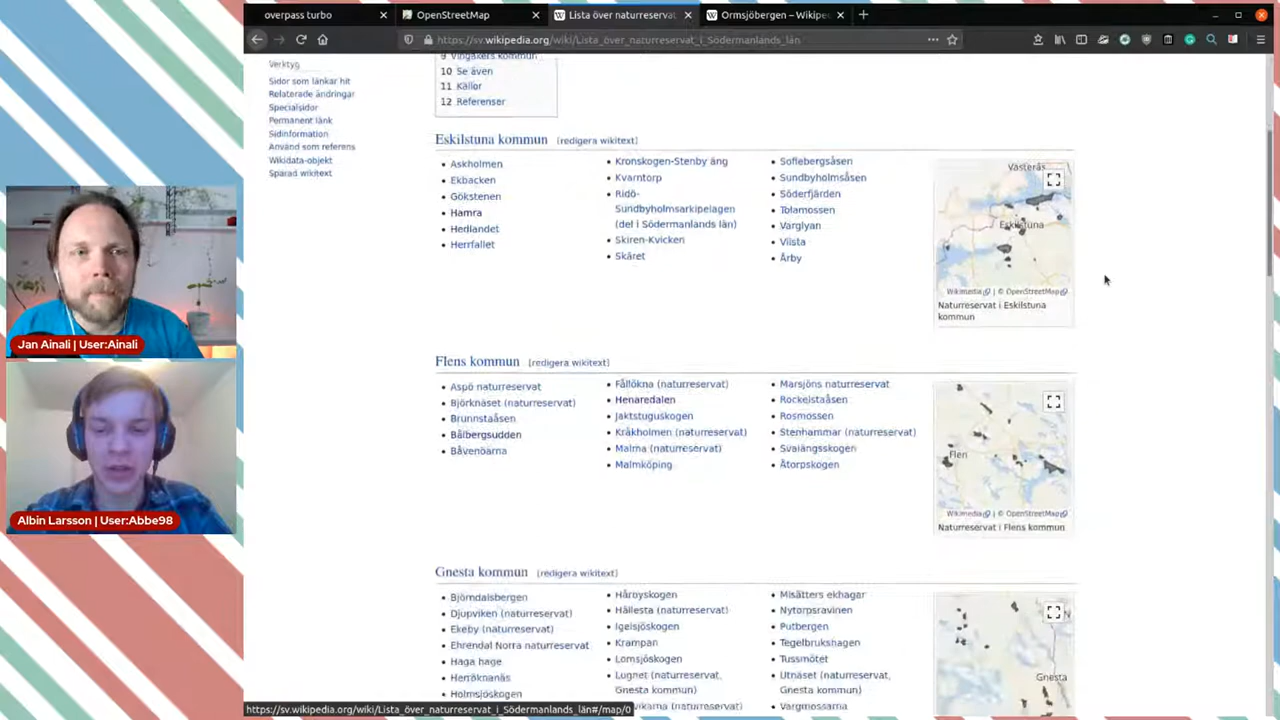 overpass turbo
OpenStreetMap
Lista över naturreservat
Ormsjöbergen – Wikipe
https://sv.wikipedia.org/wiki/Lista_över_naturreservat_i_Södermanlands_län
Verktyg
Sidor som länkar hit
Relaterade ändringar
Specialsidor
Permanent länk
Sidinformation
Använd som referens
Wikidata-objekt
Sparad wikitext
9 Vingåkers kommun
10 Se även
11 Källor
12 Referenser
Eskilstuna kommun (redigera wikitext)
Askholmen
Ekbacken
Gökstenen
Hamra
Hedlandet
Herrfallet
Kronskogen-Stenby äng
Kvarntorp
Ridö-
Sundbyholmsarkipelagen
(del i Södermanlands län)
Skiren-Kvicken
Skäret
Soflebergsåsen
Sundbyholmsåsen
Söderfjärden
Tolamossen
Varglyan
Vilsta
Årby
Västerås
Eskilstuna
Wikimedia | © OpenStreetMap
Naturreservat i Eskilstuna
kommun
Flens kommun (redigera wikitext)
Aspö naturreservat
Björknäset (naturreservat)
Brunnstaåsen
Bålbergsudden
Båvenöarna
Fållökna (naturreservat)
Henaredalen
Jaktstuguskogen
Kråkholmen (naturreservat)
Malma (naturreservat)
Malmköping
Marsjöns naturreservat
Rockelstaåsen
Rosmossen
Stenhammar (naturreservat)
Svalängsskogen
Åtorpskogen
Flen
Wikimedia | © OpenStreetMap
Naturreservat i Flens kommun
Gnesta kommun (redigera wikitext)
Björndalsbergen
Djupviken (naturreservat)
Ekeby (naturreservat)
Ehrendal Norra naturreservat
Haga hage
Herröknanäs
Holmsjöskogen
Håröyskogen
Hällesta (naturreservat)
Igelsjöskogen
Krampan
Lomsjöskogen
Lugnet (naturreservat,
Gnesta kommun)
vikarna (naturreservat)
Misätters ekhagar
Nytorpsravinen
Putbergen
Tegelbrukshagen
Tussmötet
Utnäset (naturreservat,
Gnesta kommun)
Vargmossarna
Gnesta
https://sv.wikipedia.org/wiki/Lista_över_naturreservat_i_Södermanlands_län#/map/0
Jan Ainali | User:Ainali
Albin Larsson | User:Abbe98